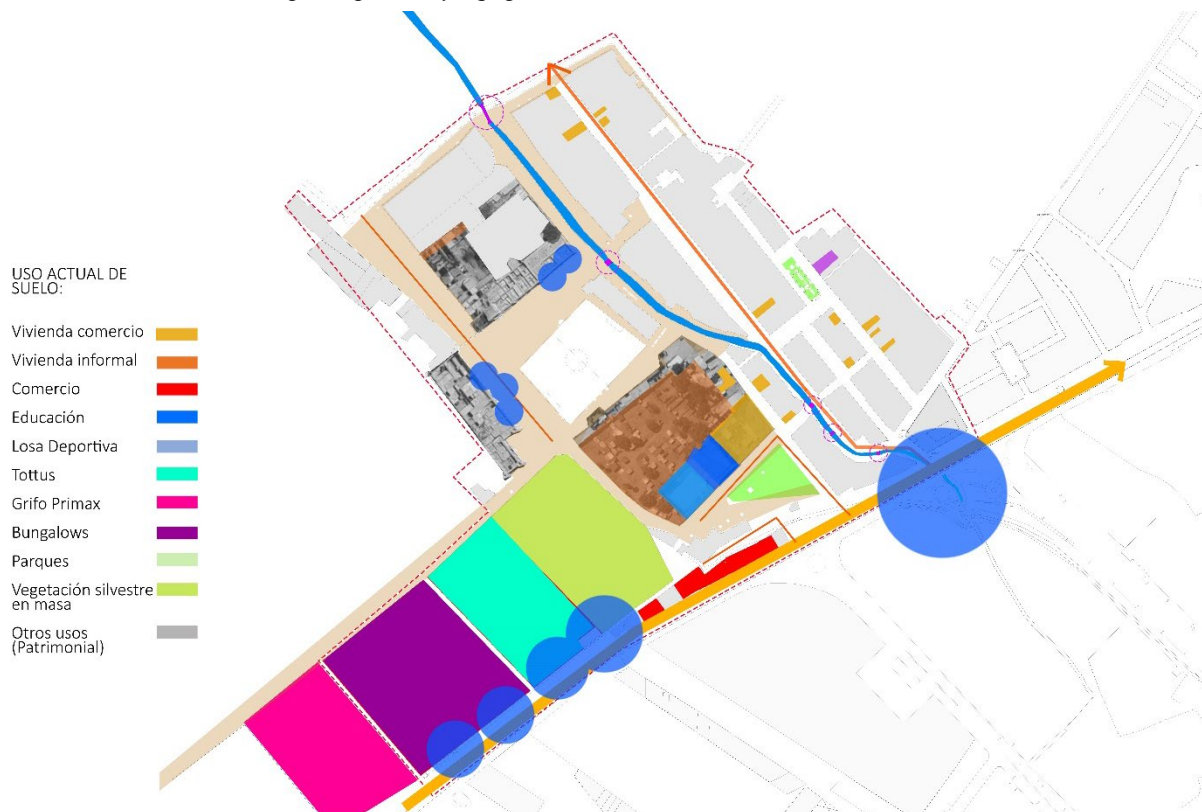 USO ACTUAL DE
SUELO:
Vivienda comercio
Vivienda informal
Comercio
Educación
Losa Deportiva
Tottus
Grifo Primax
Bungalows
Parques
Vegetación silvestre
en masa
Otros usos
(Patrimonial)